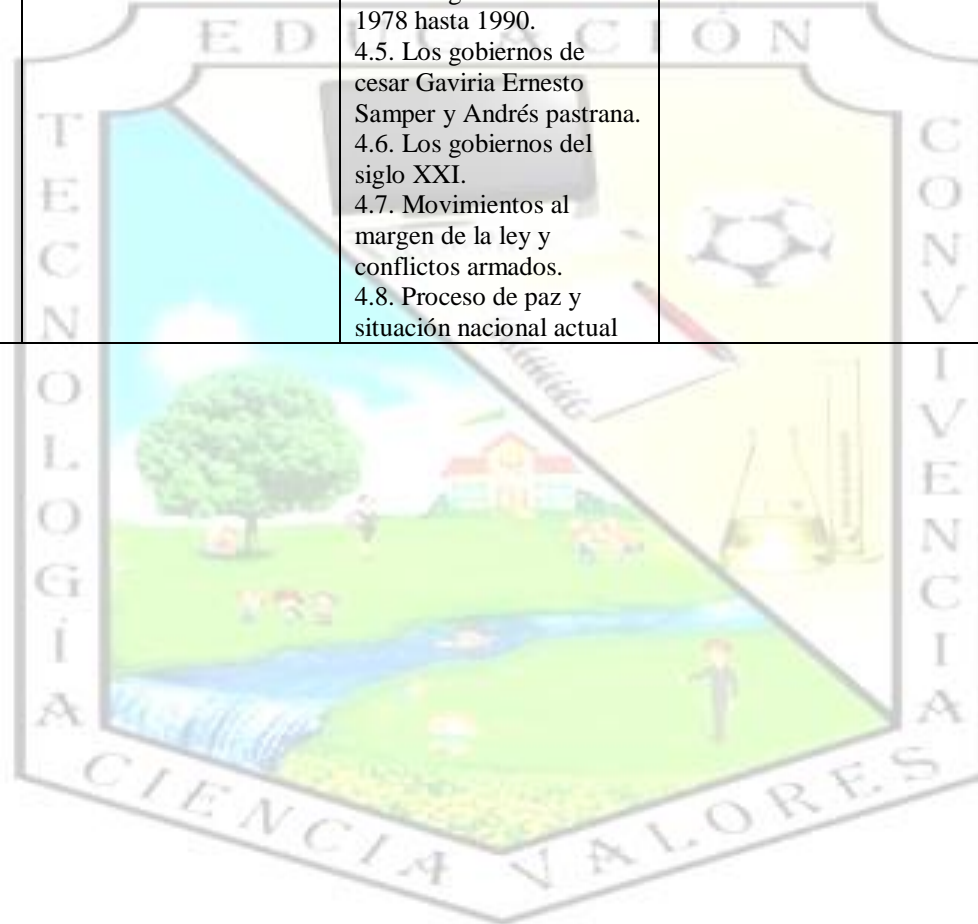 1978 hasta 1990.
4.5. Los gobiernos de
cesar Gaviria Ernesto
Samper y Andrés pastrana.
4.6. Los gobiernos del
siglo XXI.
4.7. Movimientos al
margen de la ley y
conflictos armados.
4.8. Proceso de paz y
situación nacional actual
EDUCACIÓN
TECNOLOGÍA
CONVIVENCIA
CIENCIA VALORES